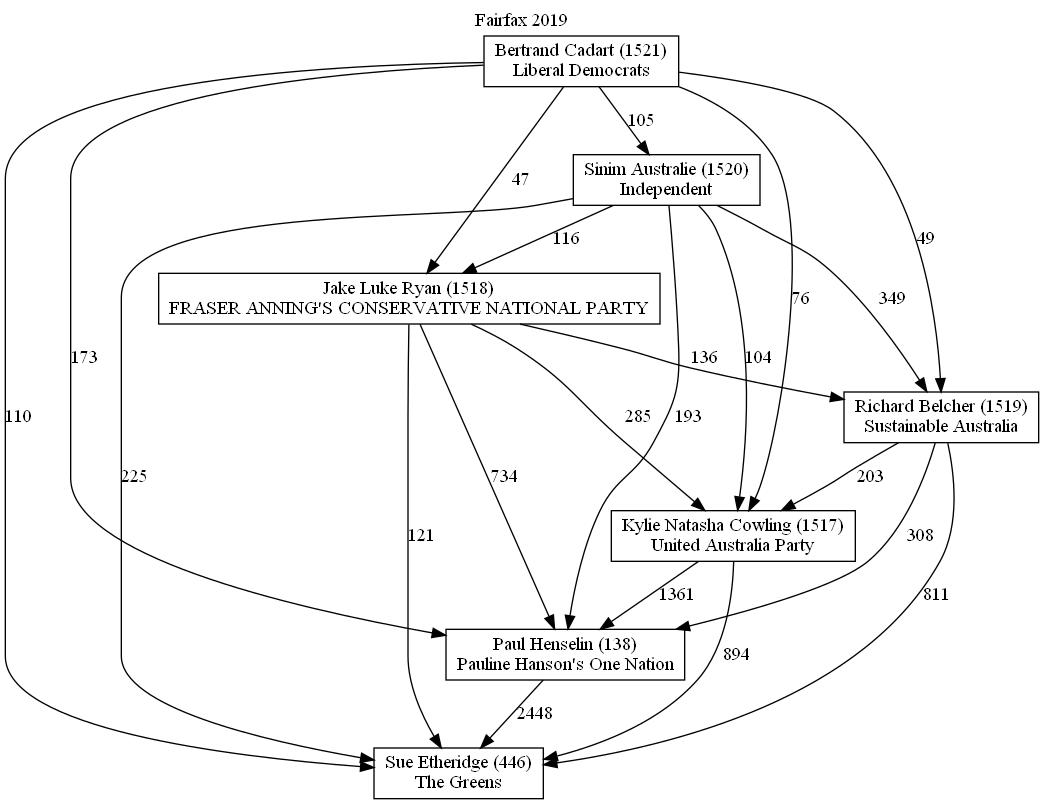 Fairfax 2019
Bertrand Cadart (1521)
Liberal Democrats
105
Sinim Australie (1520)
Independent
47
116
49
Jake Luke Ryan (1518)
FRASER ANNING'S CONSERVATIVE NATIONAL PARTY
76
349
173
136
104
Richard Belcher (1519)
Sustainable Australia
110
285
193
225
734
203
Kylie Natasha Cowling (1517)
United Australia Party
121
308
1361
811
Paul Henselin (138)
Pauline Hanson's One Nation
894
2448
Sue Etheridge (446)
The Greens